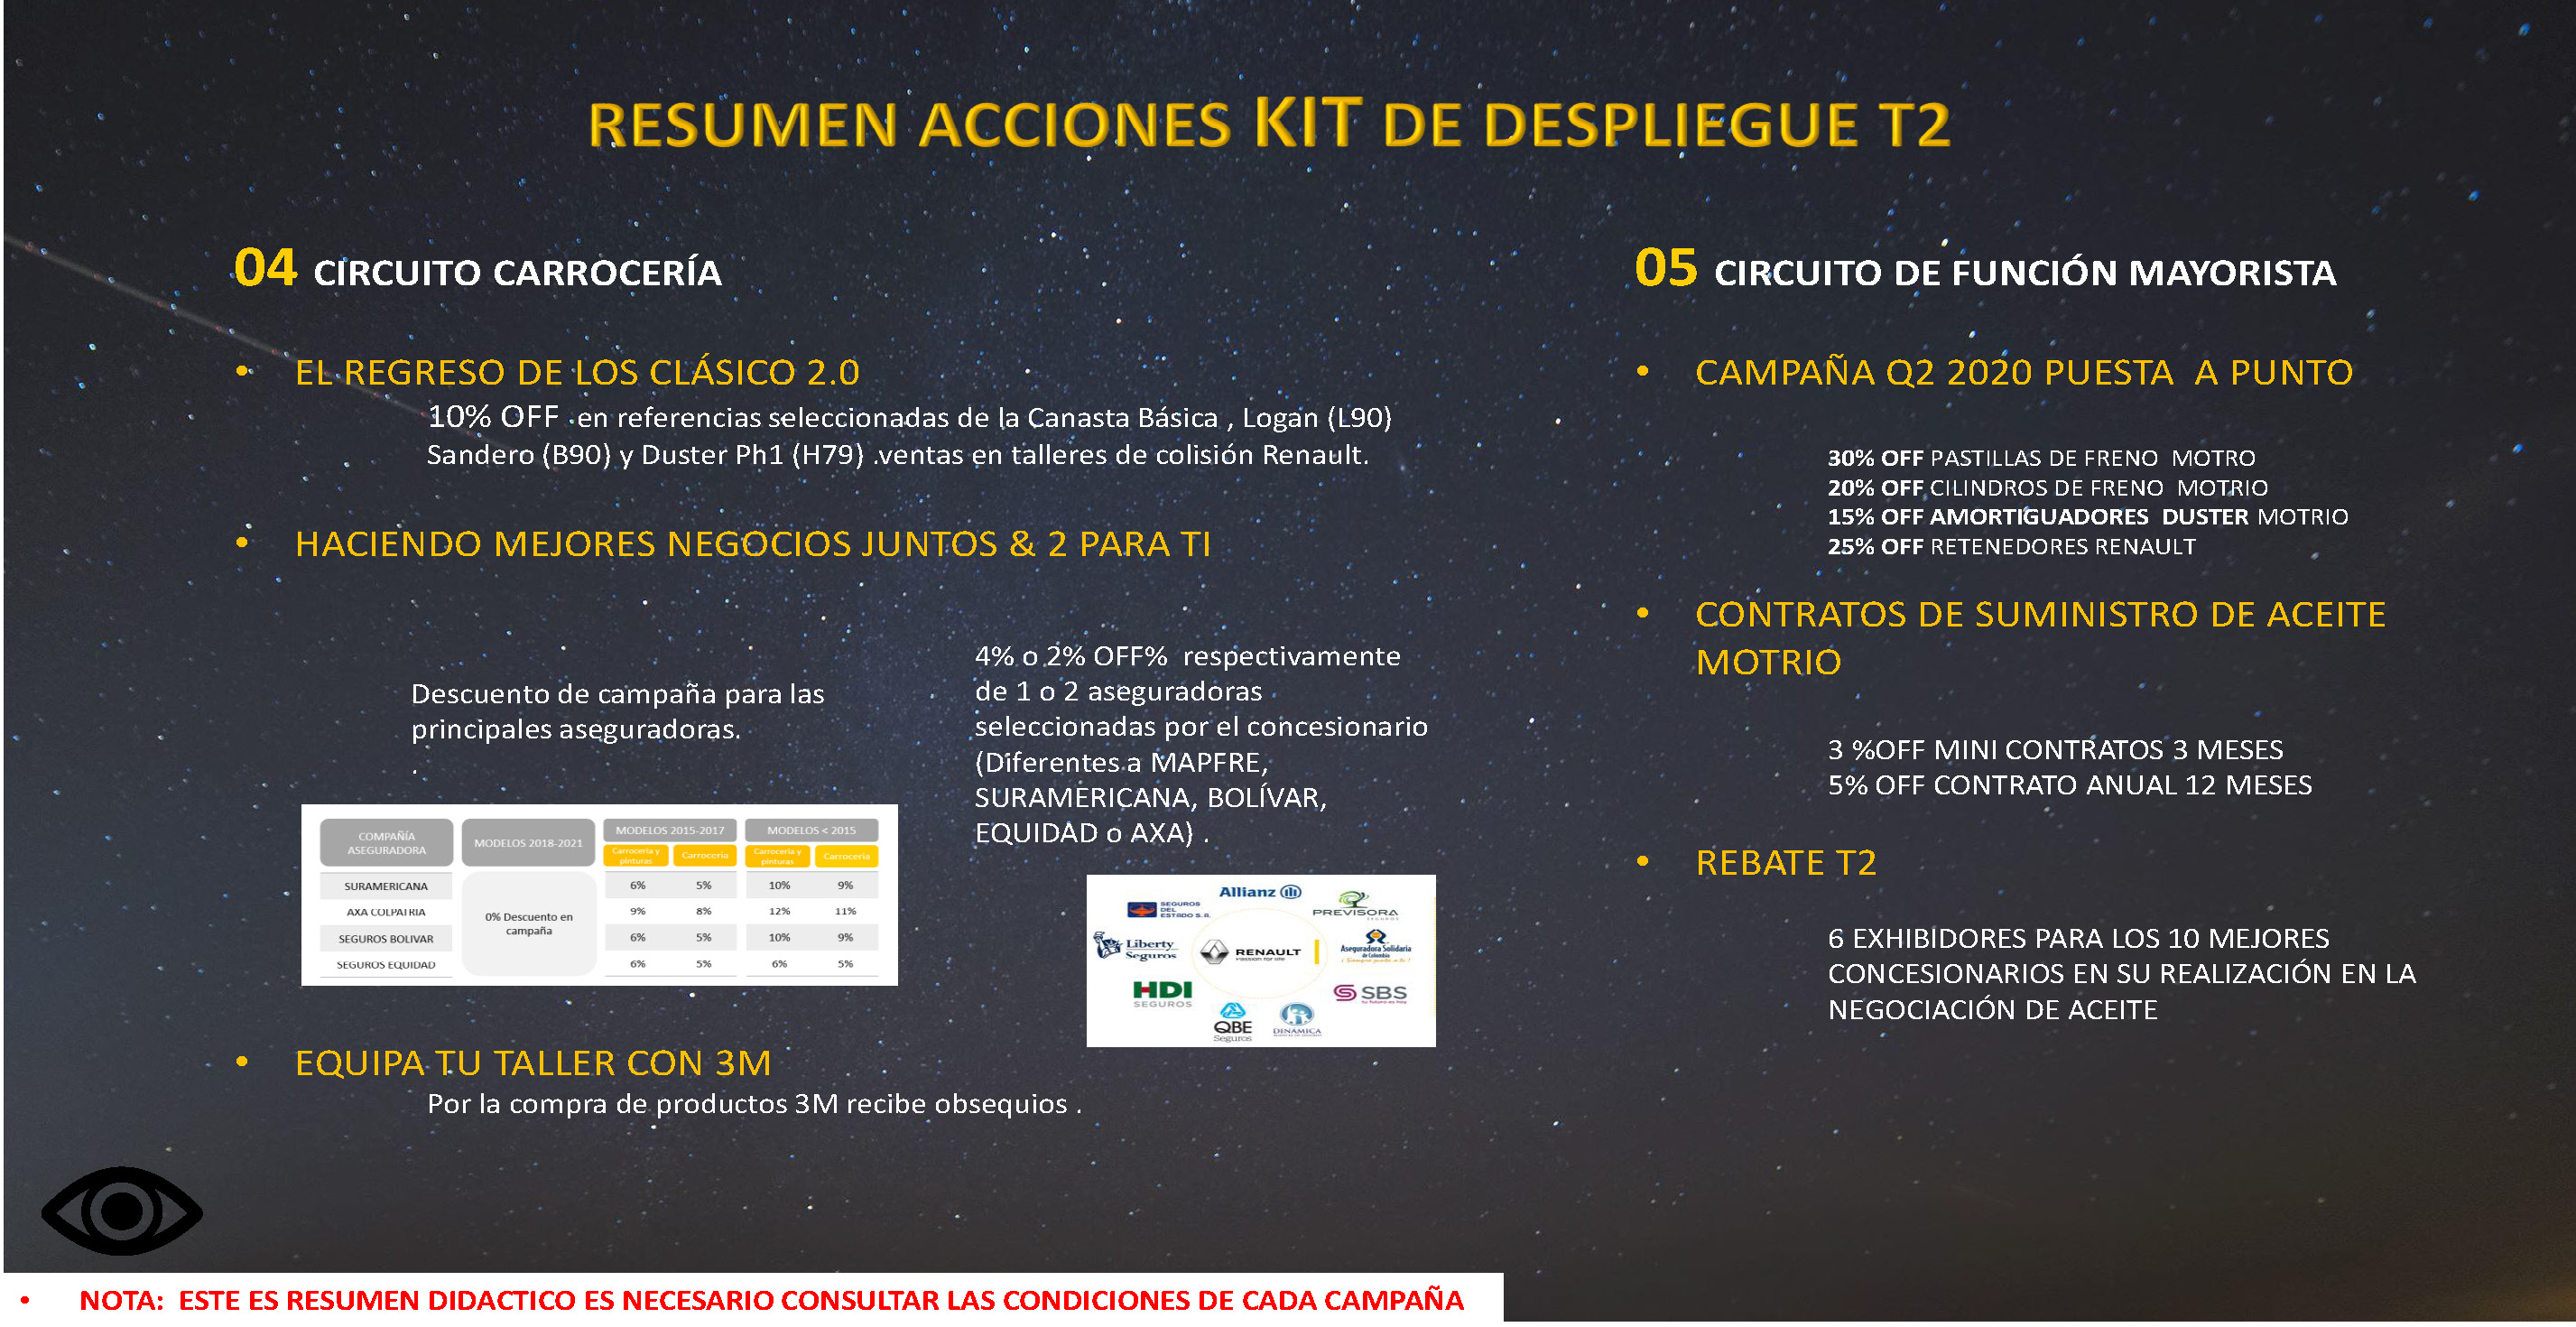 RESUMEN ACCIONES KIT DE DESPLIEGUE T2
04 CIRCUITO CARROCERÍA
• EL REGRESO DE LOS CLÁSICO 2.0
10% OFF en referencias seleccionadas de la Canasta Básica , Logan (L90)
Sandero (B90) y Duster Ph1 (H79) .ventas en talleres de colisión Renault.
• HACIENDO MEJORES NEGOCIOS JUNTOS & 2 PARA TI
Descuento de campaña para las
principales aseguradoras.
.
COMPAÑÍA
ASEGURADORA
MODELOS 2018-2021
MODELOS 2015-2017
MODELOS < 2015
Carrocería y
pinturas
Carrocería
Carrocería y
pinturas
Carrocería
SURAMERICANA 6% 5% 10% 9%
AXA COLPATRIA 9% 8% 12% 11%
0% Descuento en
campaña
SEGUROS BOLIVAR 6% 5% 10% 9%
SEGUROS EQUIDAD 6% 5% 6% 5%
4% o 2% OFF% respectivamente
de 1 o 2 aseguradoras
seleccionadas por el concesionario
(Diferentes a MAPFRE,
SURAMERICANA, BOLÍVAR,
EQUIDAD o AXA) .
Allianz
SEGUROS
DEL
ESTADO S.A.
PREVISORA
SEGUROS
Liberty
Seguros
RENAULT
Passion for life
Aseguradora Solidaria
de Colombia
HDI
SEGUROS
SBS
QBE
Seguros
DINÁMICA
• EQUIPA TU TALLER CON 3M
Por la compra de productos 3M recibe obsequios .
05 CIRCUITO DE FUNCIÓN MAYORISTA
• CAMPAÑA Q2 2020 PUESTA A PUNTO
30% OFF PASTILLAS DE FRENO MOTRO
20% OFF CILINDROS DE FRENO MOTRIO
15% OFF AMORTIGUADORES DUSTER MOTRIO
25% OFF RETENEDORES RENAULT
• CONTRATOS DE SUMINISTRO DE ACEITE
MOTRIO
3 %OFF MINI CONTRATOS 3 MESES
5% OFF CONTRATO ANUAL 12 MESES
• REBATE T2
6 EXHIBIDORES PARA LOS 10 MEJORES
CONCESIONARIOS EN SU REALIZACIÓN EN LA
NEGOCIACIÓN DE ACEITE
• NOTA: ESTE ES RESUMEN DIDACTICO ES NECESARIO CONSULTAR LAS CONDICIONES DE CADA CAMPAÑA